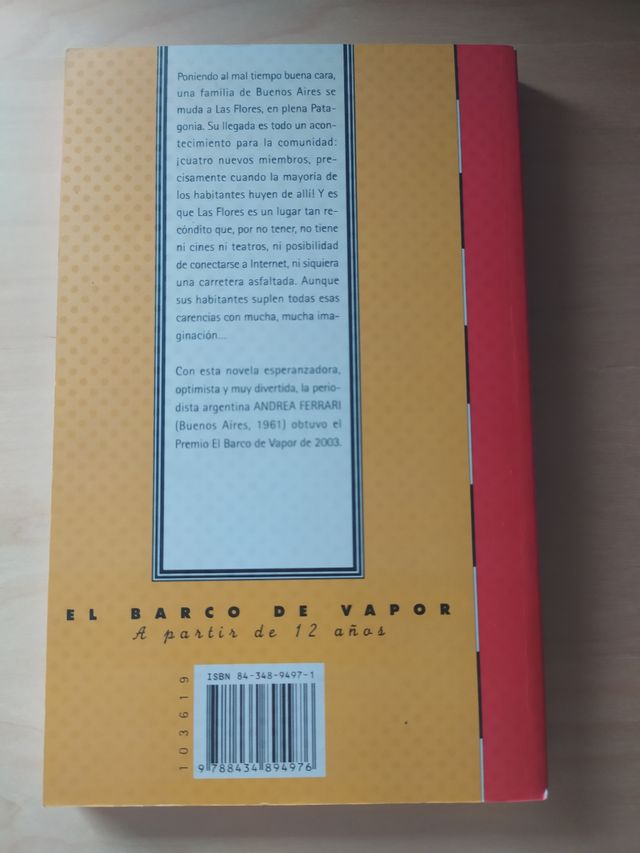 Poniendo al mal tiempo buena cara,
una familia de Buenos Aires se
muda a Las Flores, en plena Pata-
gonia. Su llegada es todo un acon-
tecimiento para la comunidad:
¡cuatro nuevos miembros, pre-
cisamente cuando la mayoría de
los habitantes huyen de allí! Y es
que Las Flores es un lugar tan re-
cóndito que, por no tener, no tiene
ni cines ni teatros, ni posibilidad
de conectarse a Internet, ni siquiera
una carretera asfaltada. Aunque
sus habitantes suplen todas esas
carencias con mucha, mucha ima-
ginación...
Con esta novela esperanzadora,
optimista y muy divertida, la perio-
dista argentina ANDREA FERRARI
(Buenos Aires, 1961) obtuvo el
Premio El Barco de Vapor de 2003.
EL BARCO DE VAPOR
A partir de 12 años
103619
ISBN 84-348-9497-1
9 788434 894976